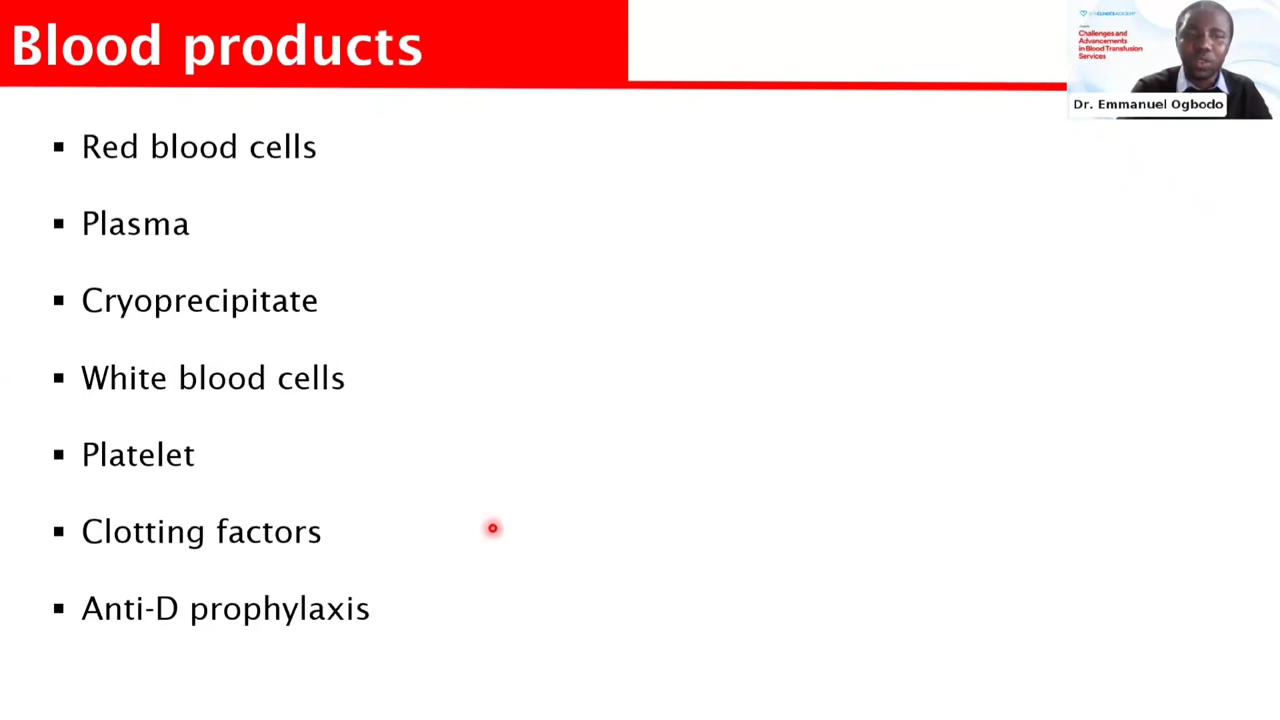 Blood products
Challenges and
Advancements
in Blood Transfusion
Services
Dr. Emmanuel Ogbodo
▪ Red blood cells
▪ Plasma
▪ Cryoprecipitate
▪ White blood cells
▪ Platelet
▪ Clotting factors
▪ Anti-D prophylaxis